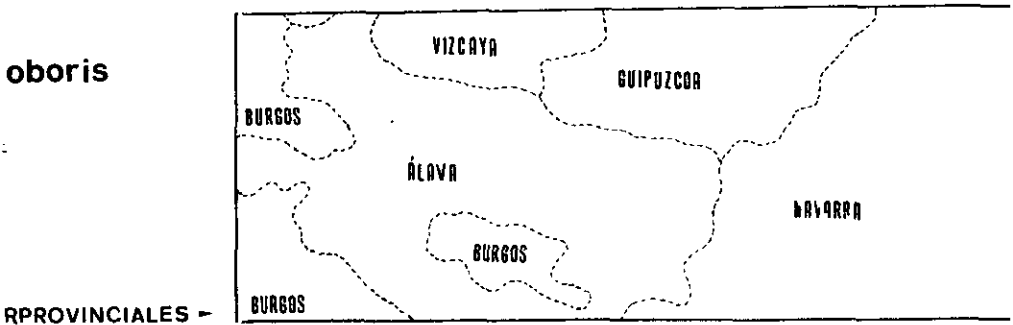 VIZCAYA
oboris
GUIPUZCOA
BURGOS
ÁLAVA
NAVARRA
BURGOS
BURGOS
RPROVINCIALES